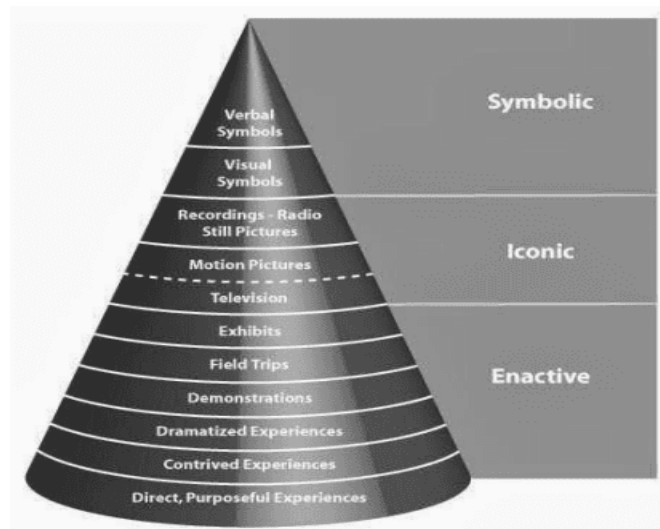 Verbal
Symbols
Visual
Symbols
Recordings - Radio
Still Pictures
Motion Pictures
Television
Exhibits
Field Trips
Demonstrations
Dramatized Experiences
Contrived Experiences
Direct, Purposeful Experiences
Symbolic
Iconic
Enactive